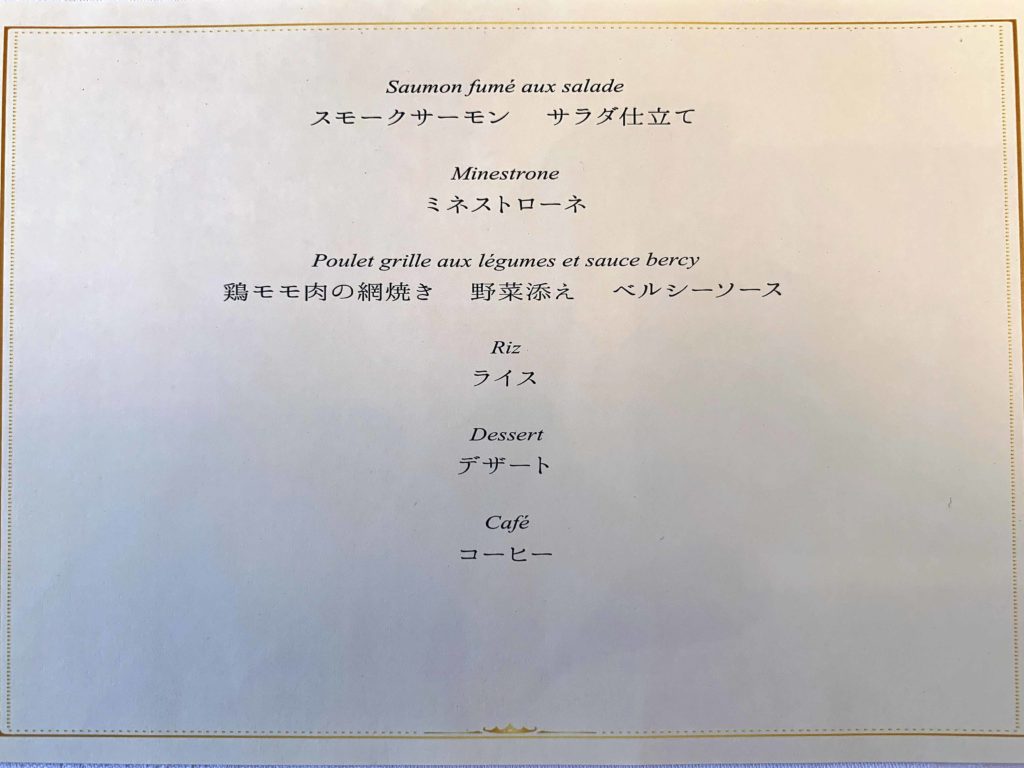 Saumon fumé aux salade
スモークサーモン　サラダ仕立て
Minestrone
ミネストローネ
Poulet grille aux légumes et sauce bercy
鶏モモ肉の網焼き　野菜添え　ベルシーソース
Riz
ライス
Dessert
デザート
Café
コーヒー